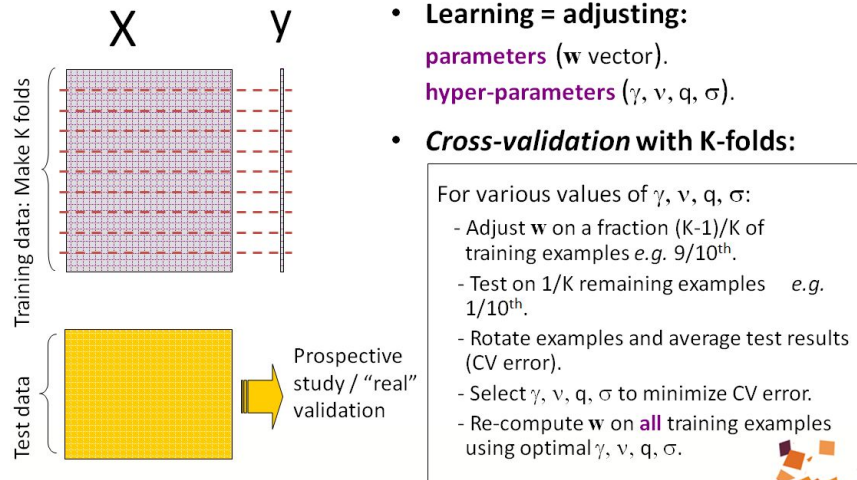 X y
Training data: Make K folds
Test data
Prospective
study / “real”
validation
• Learning = adjusting:
parameters (w vector).
hyper-parameters (γ, ν, q, σ).
• Cross-validation with K-folds:
For various values of γ, ν, q, σ:
- Adjust w on a fraction (K-1)/K of
training examples e.g. 9/10th.
- Test on 1/K remaining examples e.g.
1/10th.
- Rotate examples and average test results
(CV error).
- Select γ, ν, q, σ to minimize CV error.
- Re-compute w on all training examples
using optimal γ, ν, q, σ.